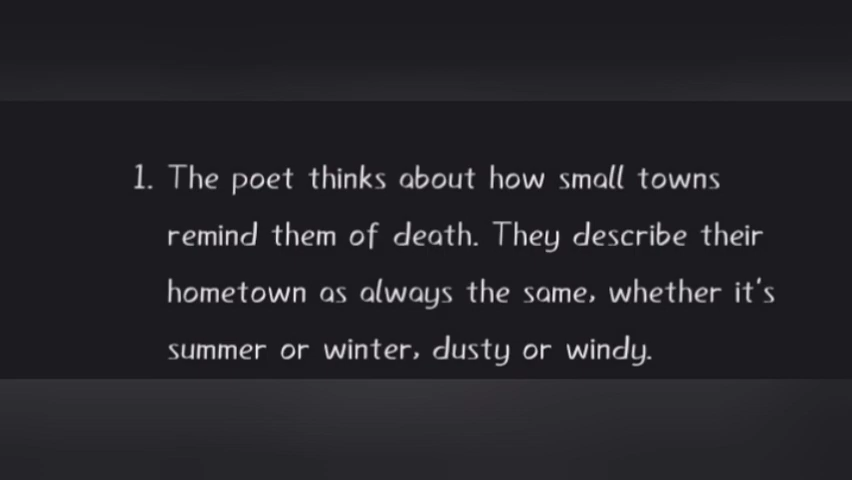 1. The poet thinks about how small towns
remind them of death. They describe their
hometown as always the same, whether it's
summer or winter, dusty or windy.